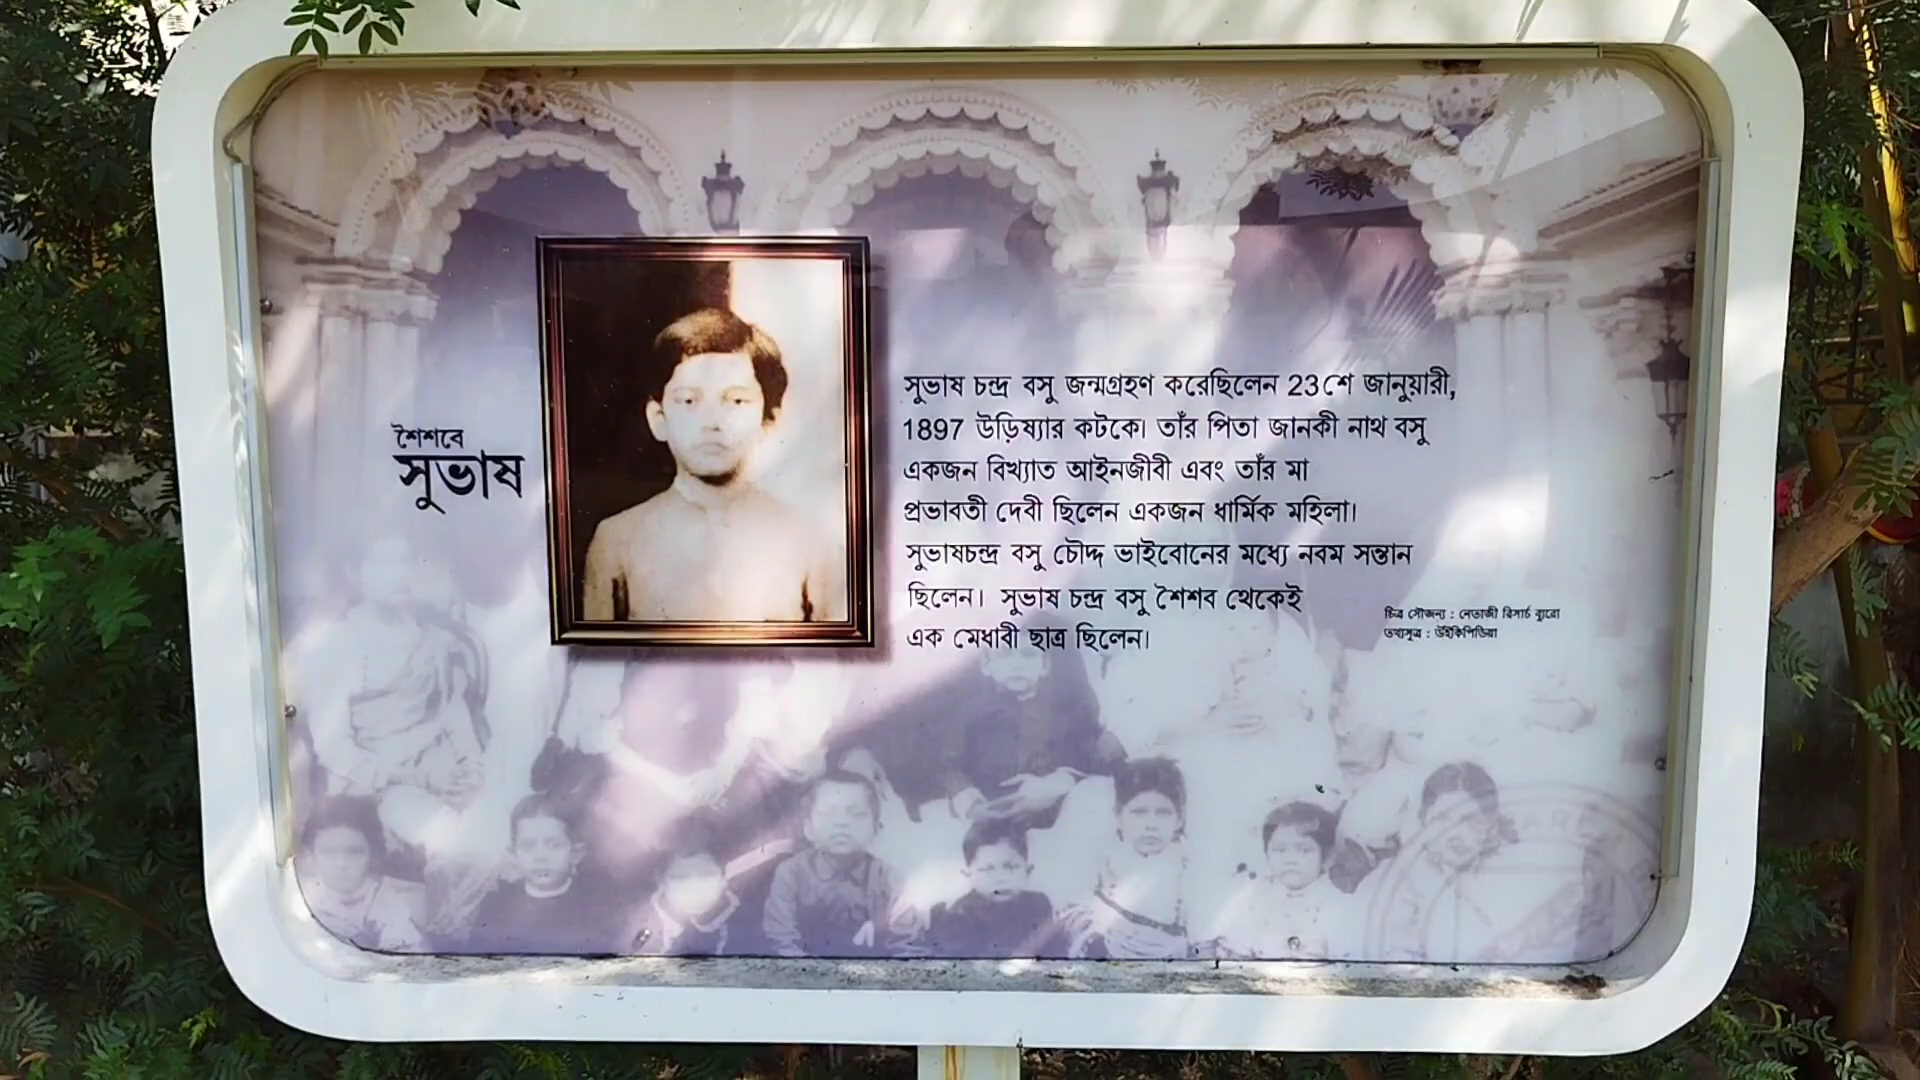 শৈশবে
সুভাষ
সুভাষ চন্দ্র বসু জন্মগ্রহণ করেছিলেন 23শে জানুয়ারী,
1897 উড়িষ্যার কটকে। তাঁর পিতা জানকী নাথ বসু
একজন বিখ্যাত আইনজীবী এবং তাঁর মা
প্রভাবতী দেবী ছিলেন একজন ধার্মিক মহিলা।
সুভাষচন্দ্র বসু চৌদ্দ ভাইবোনের মধ্যে নবম সন্তান
ছিলেন। সুভাষ চন্দ্র বসু শৈশব থেকেই
এক মেধাবী ছাত্র ছিলেন।
চিত্র সৌজন্য : নেতাজী রিসার্চ ব্যুরো
তথ্যসূত্র : উইকিপিডিয়া